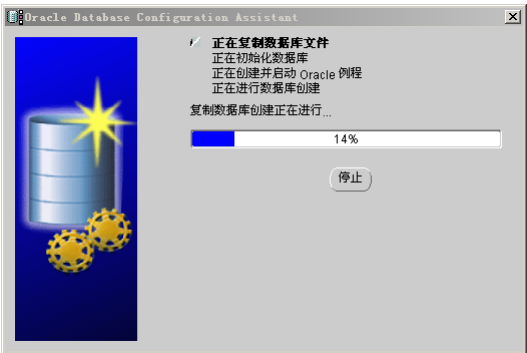 Oracle Database Configuration Assistant
正在复制数据库文件
正在初始化数据库
正在创建并启动 Oracle 例程
正在进行数据库创建
复制数据库创建正在进行...
14%
停止